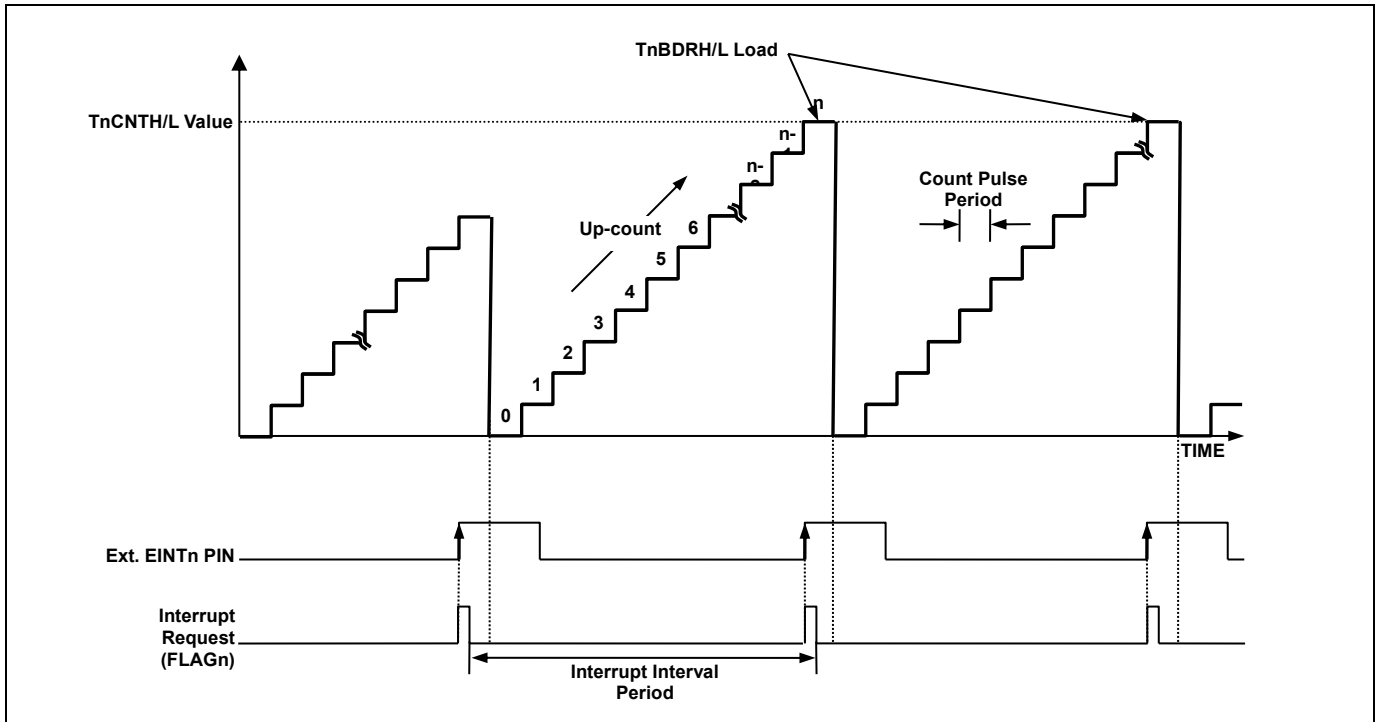 TnBDRH/L Load
TnCNTH/L Value
n
n-
n-
Count Pulse
Period
Up-count
6
5
4
3
2
1
0
TIME
Ext. EINTn PIN
Interrupt
Request
(FLAGn)
Interrupt Interval
Period